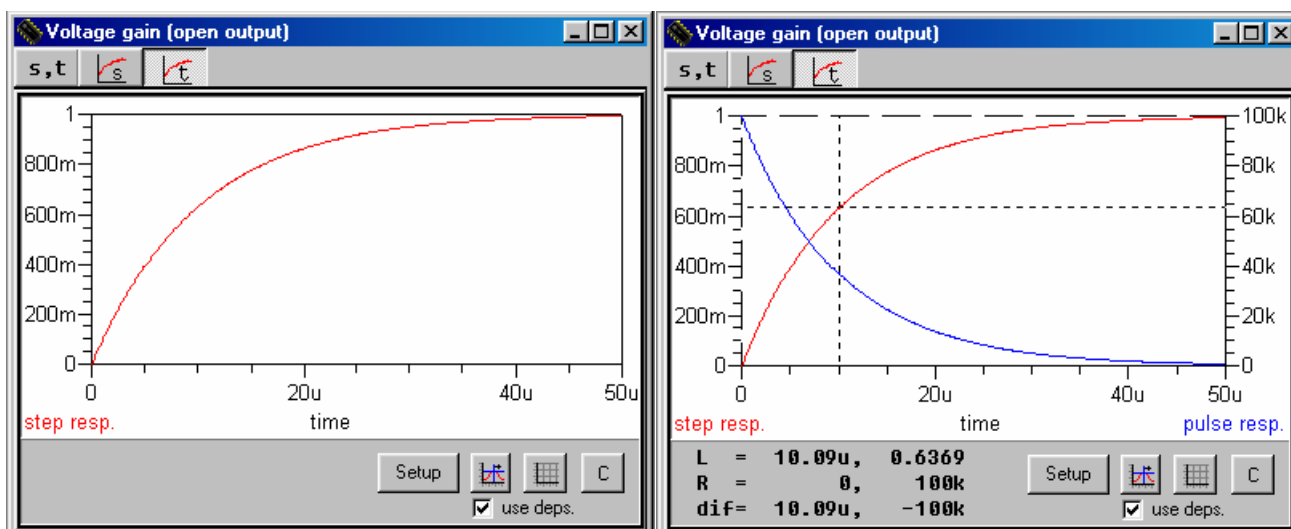 Voltage gain (open output)
s,t s t
1
800m
600m
400m
200m
0
0 20u 40u 50u
step resp. time
Setup C
use deps.
Voltage gain (open output)
s,t s t
1 100k
800m 80k
600m 60k
400m 40k
200m 20k
0 0
0 20u 40u 50u
step resp. time pulse resp.
L = 10.09u, 0.6369
R = 0, 100k
dif= 10.09u, -100k
Setup C
use deps.